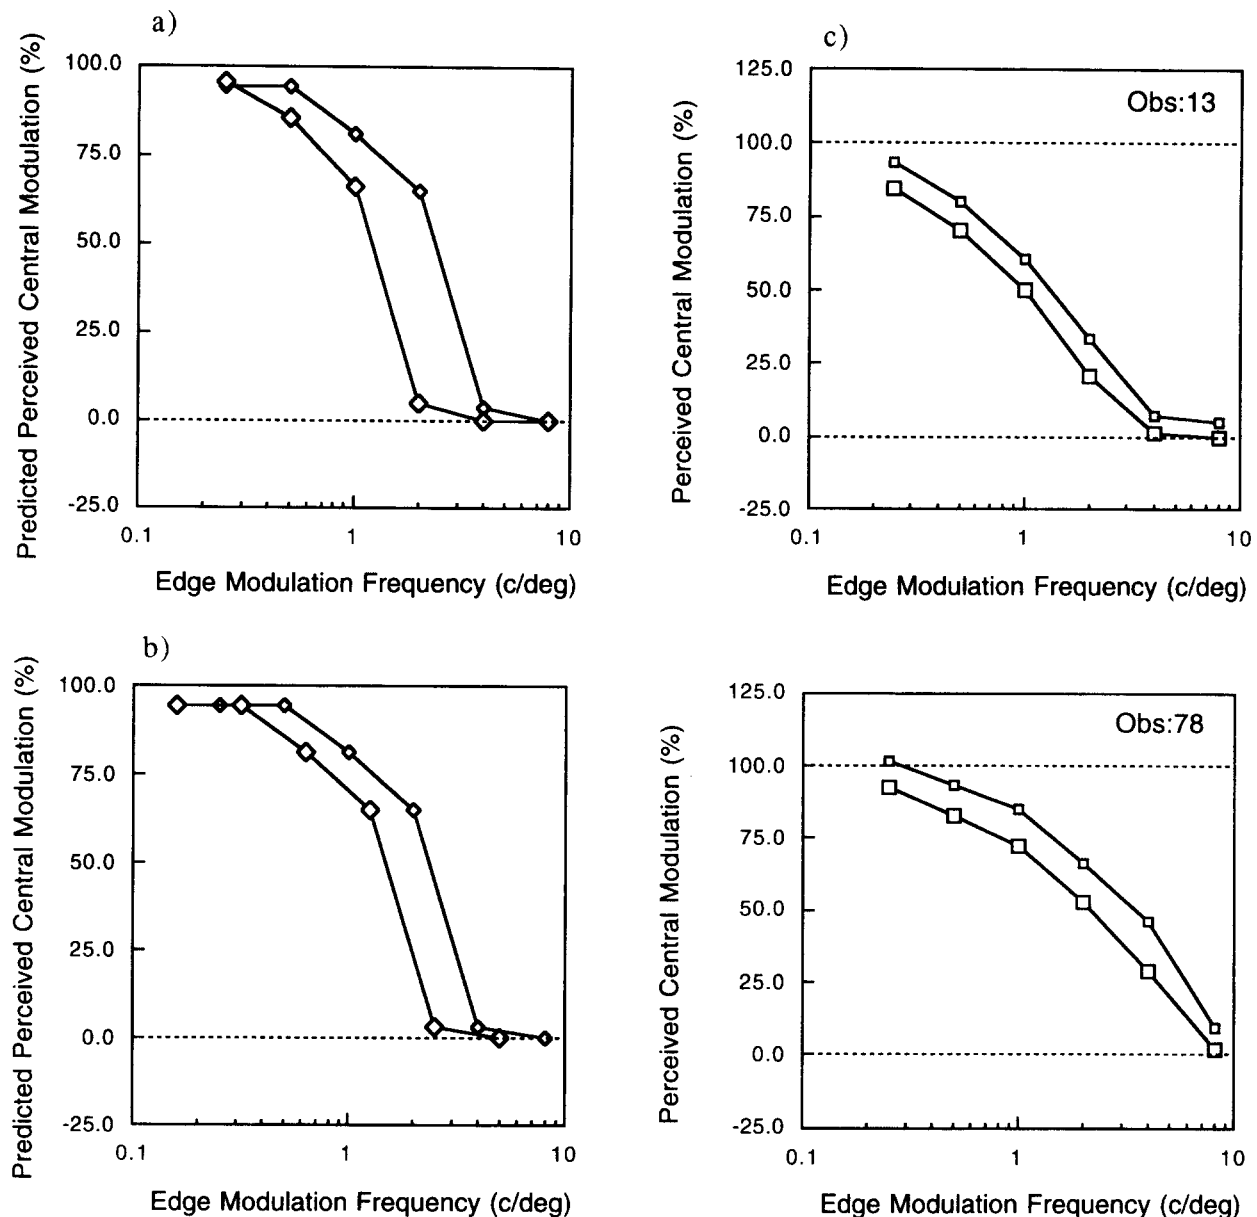 a)
Predicted Perceived Central Modulation (%)
100.0
75.0
50.0
25.0
0.0
-25.0
0.1
1
10
Edge Modulation Frequency (c/deg)
c)
Perceived Central Modulation (%)
125.0
Obs:13
100.0
75.0
50.0
25.0
0.0
-25.0
0.1
1
10
Edge Modulation Frequency (c/deg)
b)
Predicted Perceived Central Modulation (%)
100.0
75.0
50.0
25.0
0.0
-25.0
0.1
1
10
Edge Modulation Frequency (c/deg)
Perceived Central Modulation (%)
125.0
Obs:78
100.0
75.0
50.0
25.0
0.0
-25.0
0.1
1
10
Edge Modulation Frequency (c/deg)